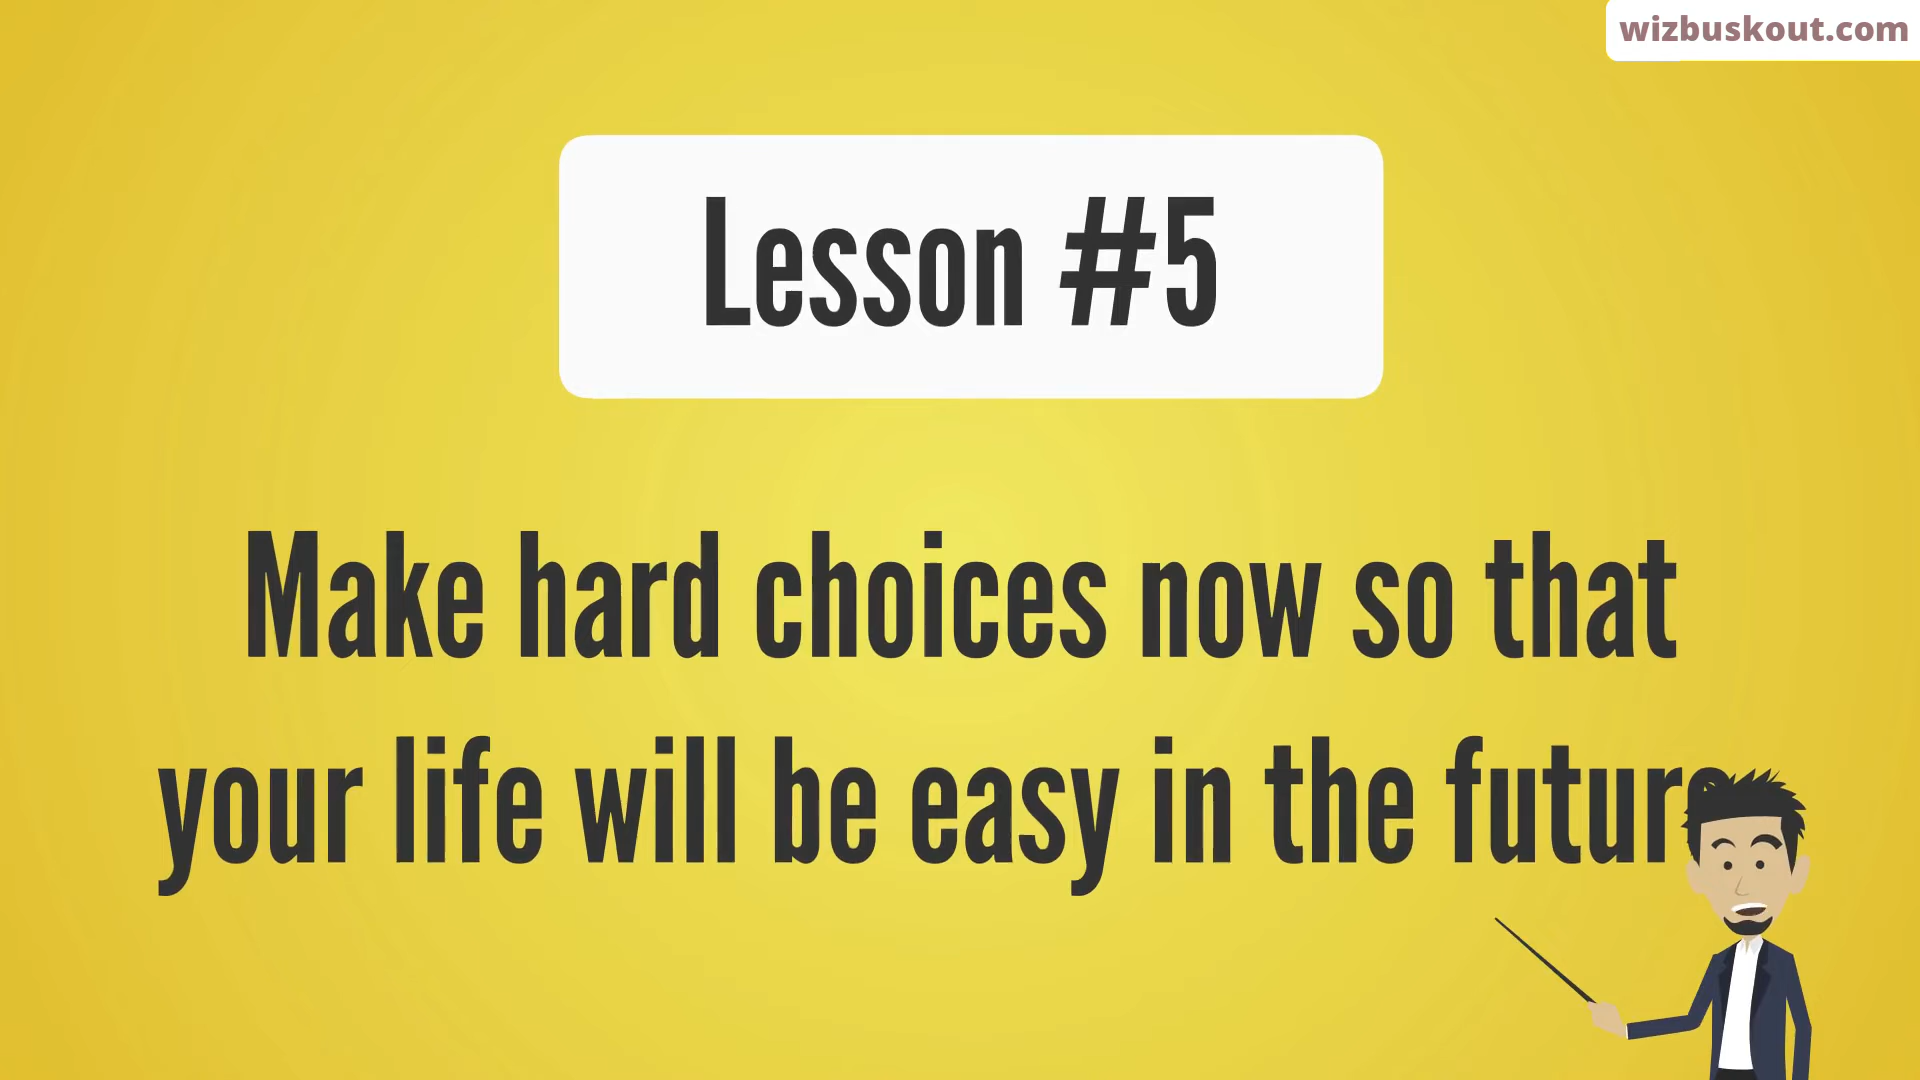 wizbuskout.com
Lesson #5
Make hard choices now so that
your life will be easy in the future